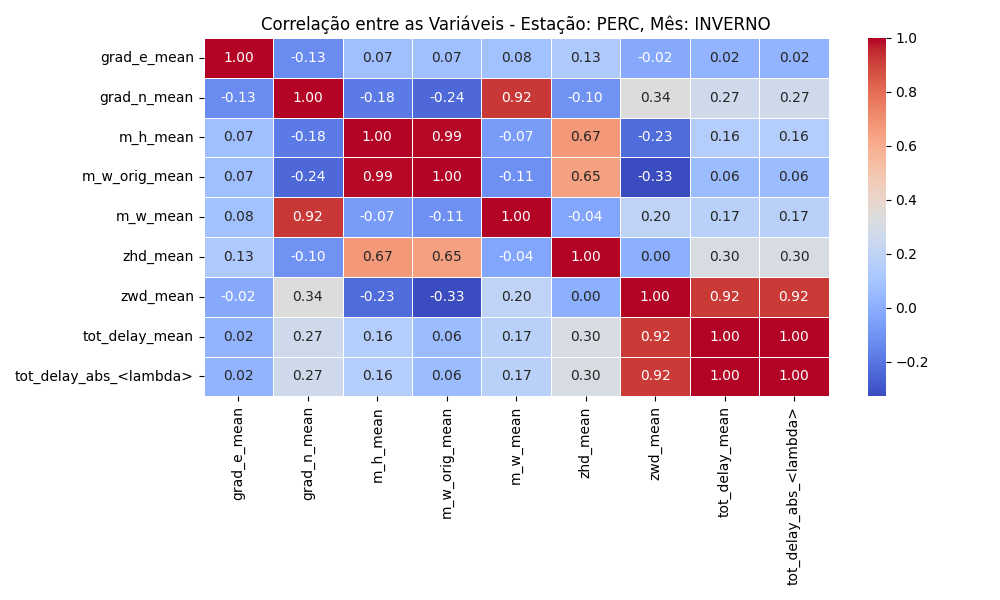 Correlação entre as Variáveis - Estação: PERC, Mês: INVERNO
grad_e_mean 1.00 -0.13 0.07 0.07 0.08 0.13 -0.02 0.02 0.02
grad_n_mean -0.13 1.00 -0.18 -0.24 0.92 -0.10 0.34 0.27 0.27
m_h_mean 0.07 -0.18 1.00 0.99 -0.07 0.67 -0.23 0.16 0.16
m_w_orig_mean 0.07 -0.24 0.99 1.00 -0.11 0.65 -0.33 0.06 0.06
m_w_mean 0.08 0.92 -0.07 -0.11 1.00 -0.04 0.20 0.17 0.17
zhd_mean 0.13 -0.10 0.67 0.65 -0.04 1.00 0.00 0.30 0.30
zwd_mean -0.02 0.34 -0.23 -0.33 0.20 0.00 1.00 0.92 0.92
tot_delay_mean 0.02 0.27 0.16 0.06 0.17 0.30 0.92 1.00 1.00
tot_delay_abs_<lambda> 0.02 0.27 0.16 0.06 0.17 0.30 0.92 1.00 1.00
grad_e_mean
grad_n_mean
m_h_mean
m_w_orig_mean
m_w_mean
zhd_mean
zwd_mean
tot_delay_mean
tot_delay_abs_<lambda>
1.0
0.8
0.6
0.4
0.2
0.0
−0.2